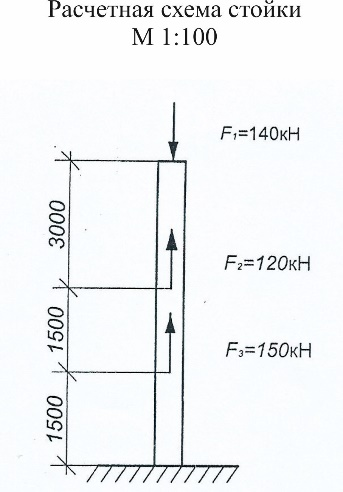 Расчетная схема стойки
М 1:100
F₁=140кН
3000
F₂=120кН
1500
F₃=150кН
1500